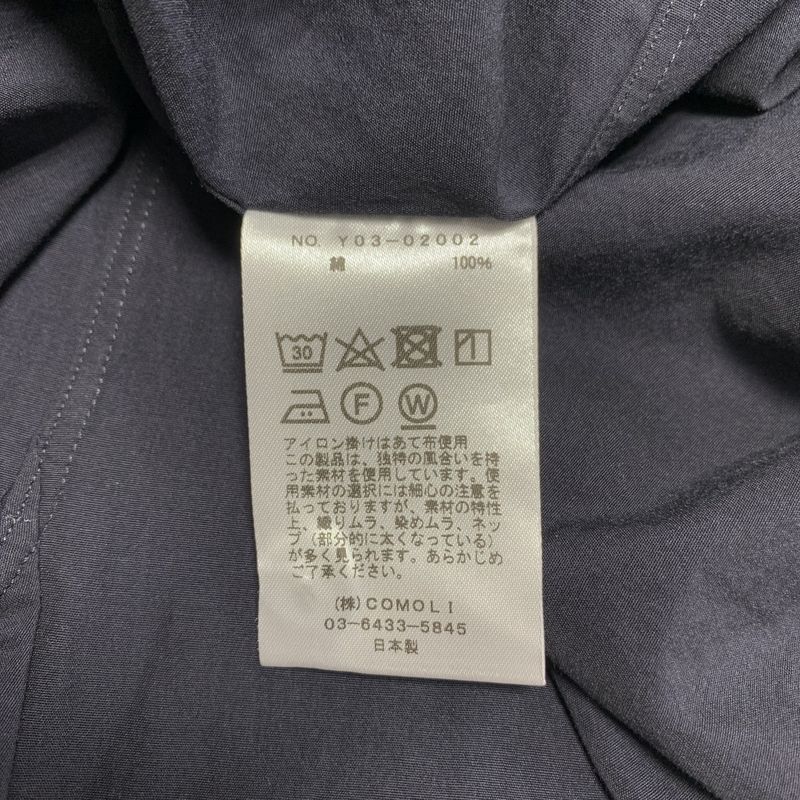 NO. Y03-02002
綿 100%
30
F W
アイロン掛けはあて布使用
この製品は、独特の風合いを持
った素材を使用しています。使
用素材の選択には細心の注意を
払っておりますが、素材の特性
上、織りムラ、染めムラ、ネッ
プ(部分的に太くなっている)
が多く見られます。あらかじめ
ご了承ください。
(株)COMOLI
03-6433-5845
日本製